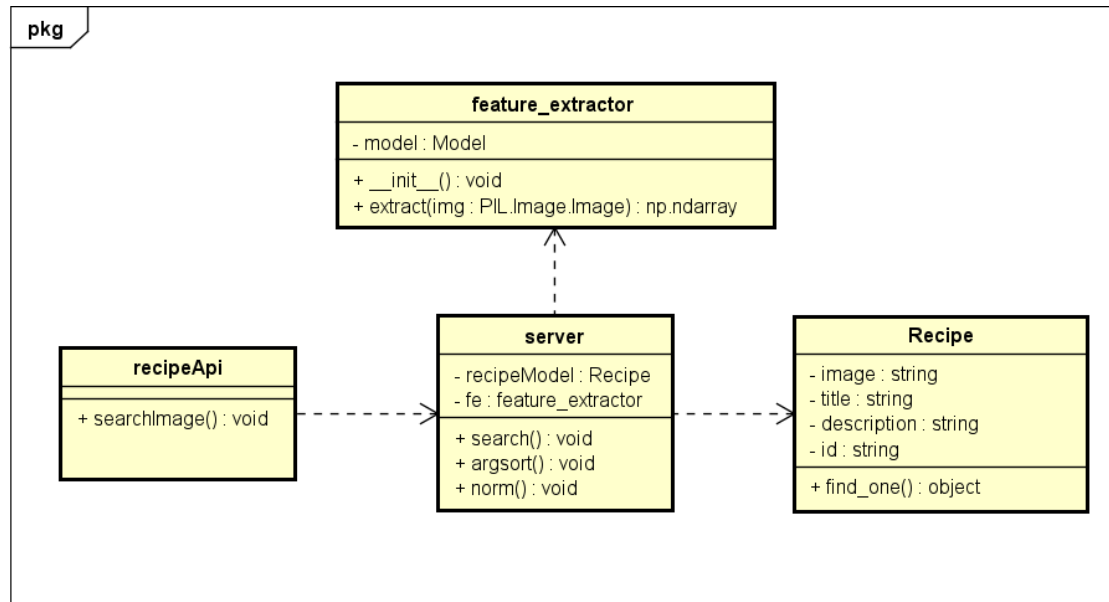 pkg
feature_extractor
- model : Model
+ __init__() : void
+ extract(img : PIL.Image.Image) : np.ndarray
recipeApi
+ searchImage() : void
server
- recipeModel : Recipe
- fe : feature_extractor
+ search() : void
+ argsort() : void
+ norm() : void
Recipe
- image : string
- title : string
- description : string
- id : string
+ find_one() : object